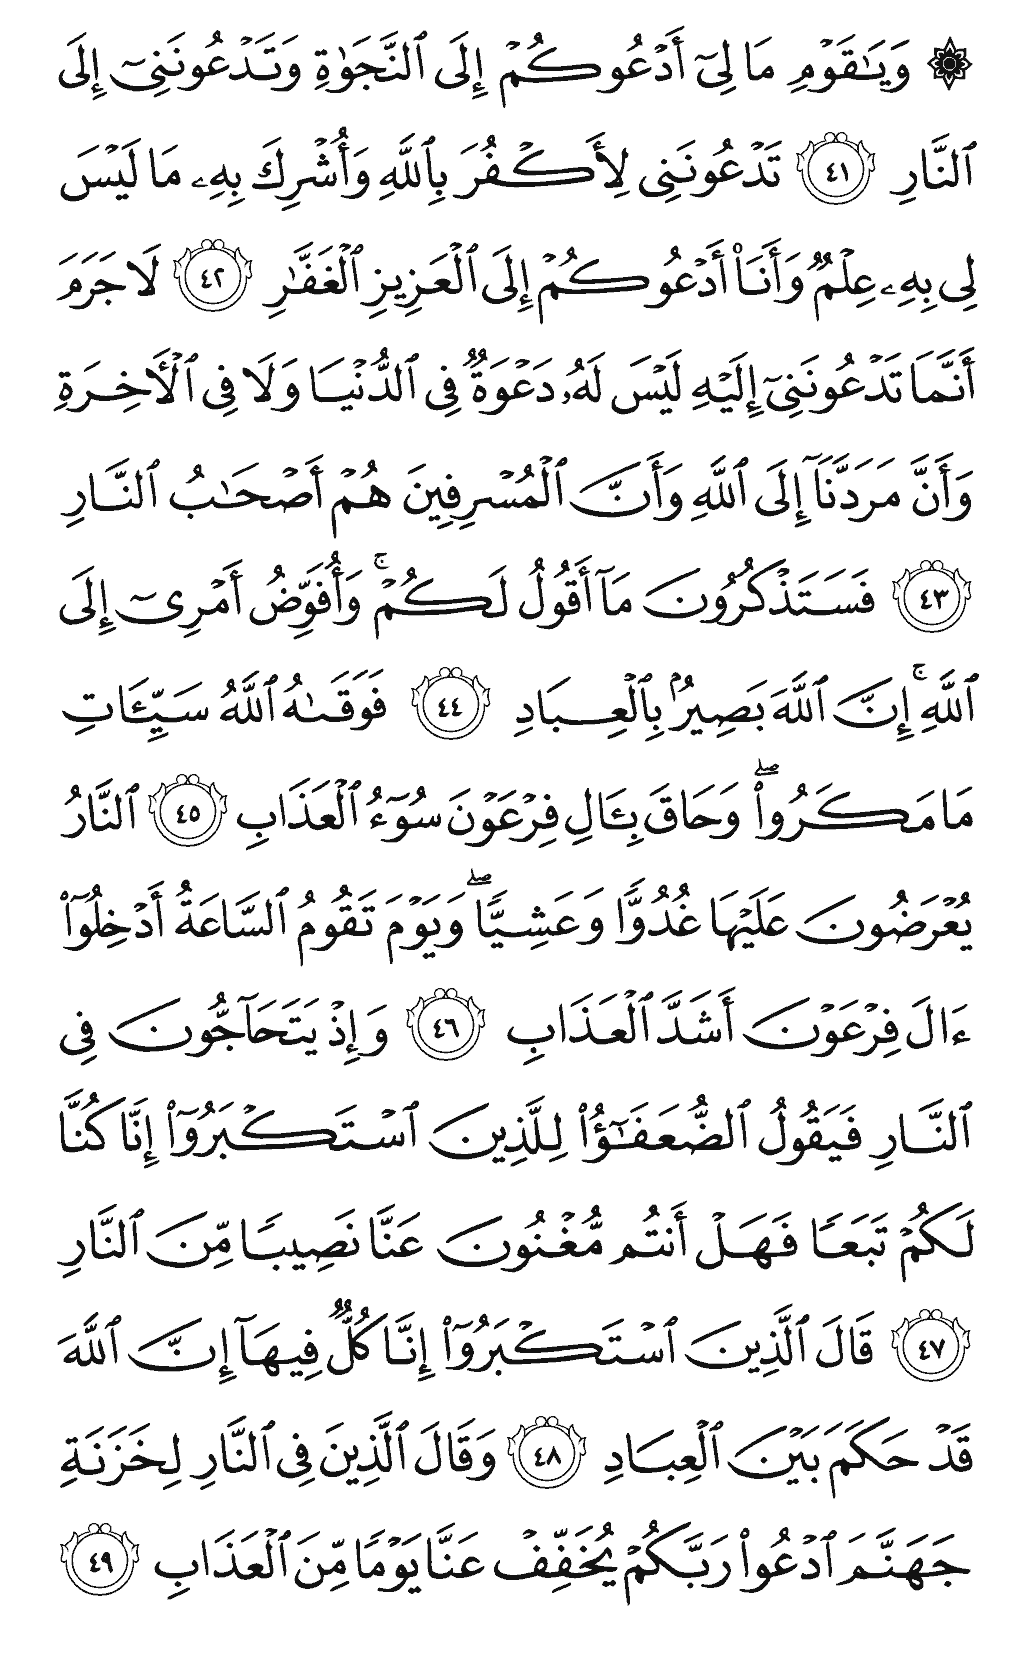 ۞ وَيَـٰقَوْمِ مَا لِىٓ أَدْعُوكُمْ إِلَى ٱلنَّجَوٰةِ وَتَدْعُونَنِىٓ إِلَى
ٱلنَّارِ ٤١ تَدْعُونَنِى لِأَكْفُرَ بِٱللَّهِ وَأُشْرِكَ بِهِۦ مَا لَيْسَ
لِى بِهِۦ عِلْمٌ وَأَنَا۠ أَدْعُوكُمْ إِلَى ٱلْعَزِيزِ ٱلْغَفَّـٰرِ ٤٢ لَا جَرَمَ
أَنَّمَا تَدْعُونَنِىٓ إِلَيْهِ لَيْسَ لَهُۥ دَعْوَةٌ فِى ٱلدُّنْيَا وَلَا فِى ٱلْـَٔاخِرَةِ
وَأَنَّ مَرَدَّنَآ إِلَى ٱللَّهِ وَأَنَّ ٱلْمُسْرِفِينَ هُمْ أَصْحَـٰبُ ٱلنَّارِ
٤٣ فَسَتَذْكُرُونَ مَآ أَقُولُ لَكُمْ ۚ وَأُفَوِّضُ أَمْرِىٓ إِلَى
ٱللَّهِ ۚ إِنَّ ٱللَّهَ بَصِيرٌۢ بِٱلْعِبَادِ ٤٤ فَوَقَىٰهُ ٱللَّهُ سَيِّـَٔاتِ
مَا مَكَرُوا۟ ۖ وَحَاقَ بِـَٔالِ فِرْعَوْنَ سُوٓءُ ٱلْعَذَابِ ٤٥ ٱلنَّارُ
يُعْرَضُونَ عَلَيْهَا غُدُوًّا وَعَشِيًّا ۖ وَيَوْمَ تَقُومُ ٱلسَّاعَةُ أَدْخِلُوٓا۟
ءَالَ فِرْعَوْنَ أَشَدَّ ٱلْعَذَابِ ٤٦ وَإِذْ يَتَحَآجُّونَ فِى
ٱلنَّارِ فَيَقُولُ ٱلضُّعَفَـٰٓؤُا۟ لِلَّذِينَ ٱسْتَكْبَرُوٓا۟ إِنَّا كُنَّا
لَكُمْ تَبَعًا فَهَلْ أَنتُم مُّغْنُونَ عَنَّا نَصِيبًا مِّنَ ٱلنَّارِ
٤٧ قَالَ ٱلَّذِينَ ٱسْتَكْبَرُوٓا۟ إِنَّا كُلٌّ فِيهَآ إِنَّ ٱللَّهَ
قَدْ حَكَمَ بَيْنَ ٱلْعِبَادِ ٤٨ وَقَالَ ٱلَّذِينَ فِى ٱلنَّارِ لِخَزَنَةِ
جَهَنَّمَ ٱدْعُوا۟ رَبَّكُمْ يُخَفِّفْ عَنَّا يَوْمًا مِّنَ ٱلْعَذَابِ ٤٩